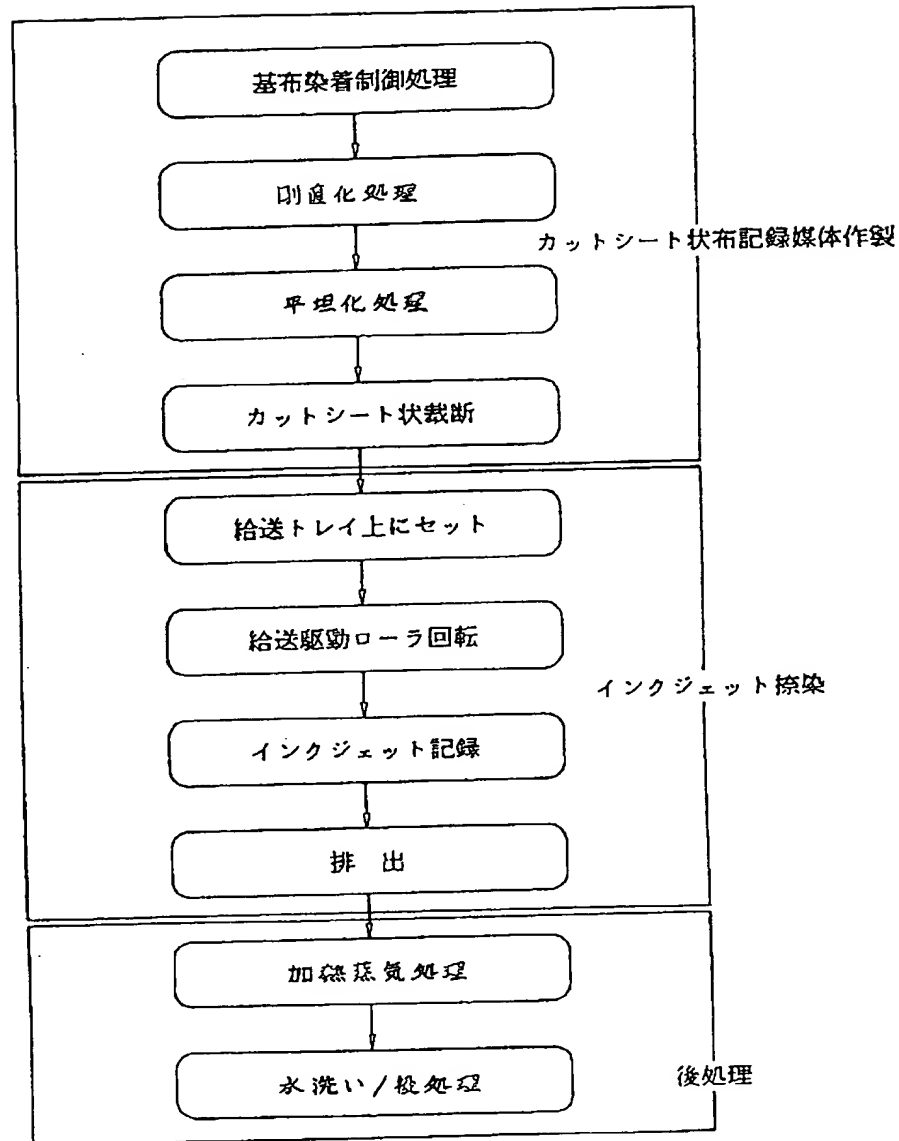 基布染着制御処理
剛直化処理
カットシート状布記録媒体作製
平坦化処理
カットシート状裁断
給送トレイ上にセット
給送駆動ローラ回転
インクジェット捺染
インクジェット記録
排 出
加熱蒸気処理
水洗い/後処理
後処理